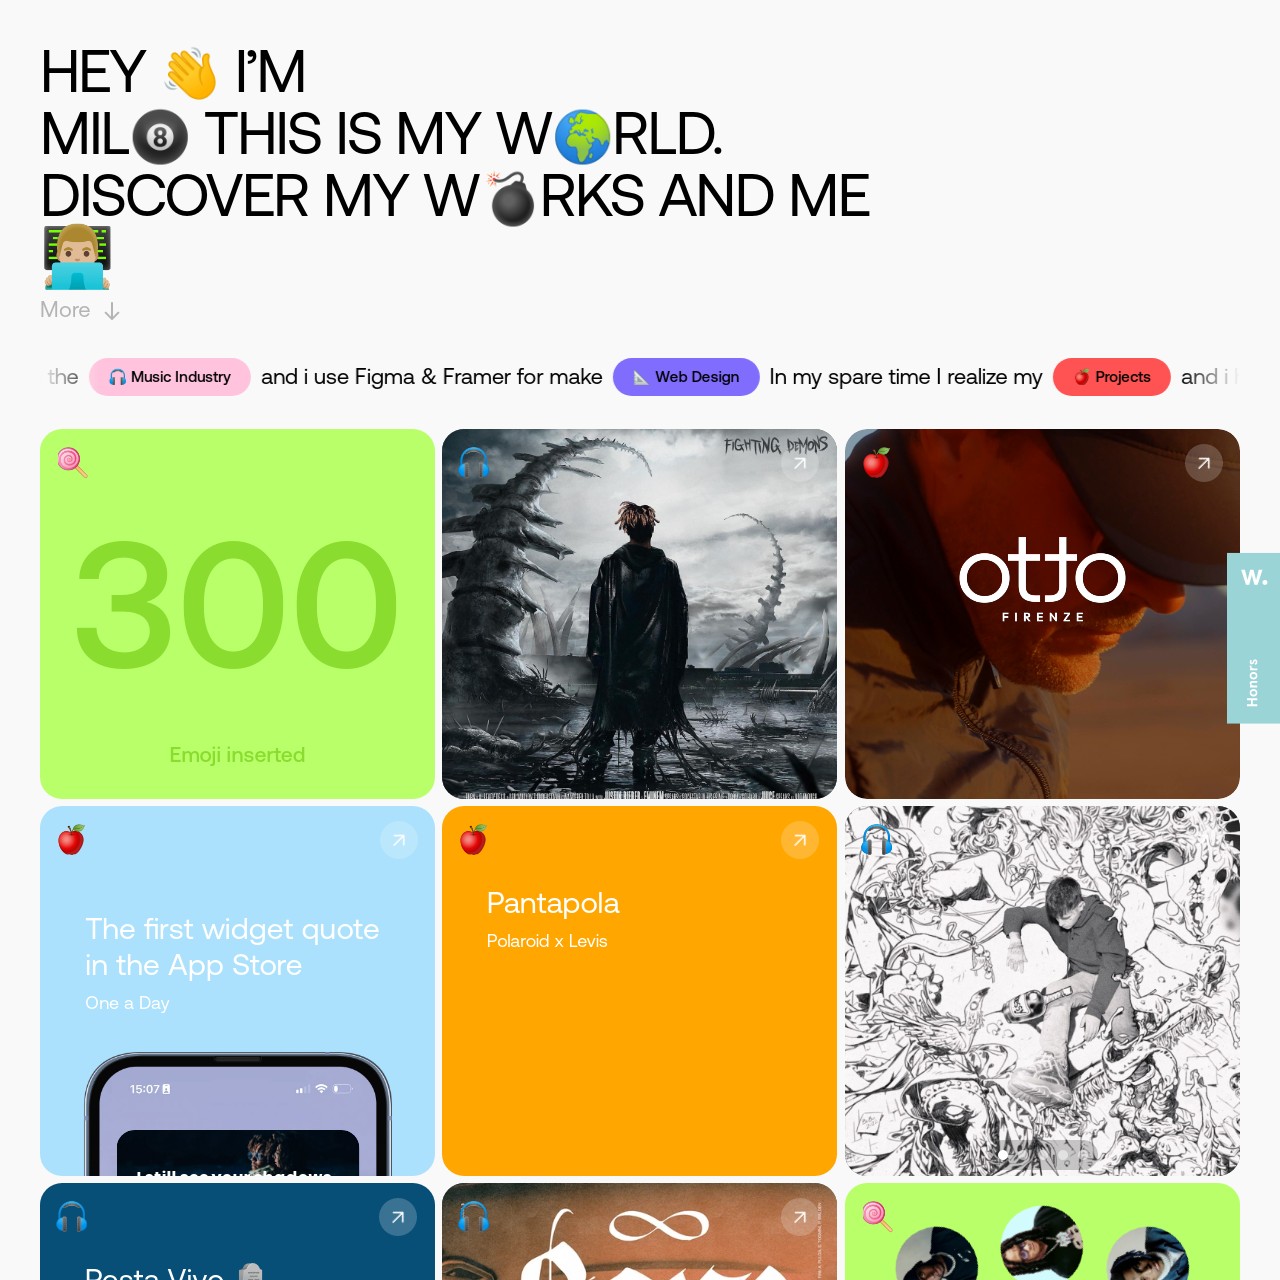 HEY 👋 I'M
MIL🎱 THIS IS MY W🌍RLD.
DISCOVER MY W💣RKS AND ME
More ↓
the 🎧 Music Industry and i use Figma & Framer for make 📐 Web Design In my spare time I realize my 🍎 Projects and i
300
Emoji inserted
FIGHTING DEMONS
otto
FIRENZE
W.
Honors
The first widget quote
in the App Store
One a Day
15:07
Pantapola
Polaroid x Levis